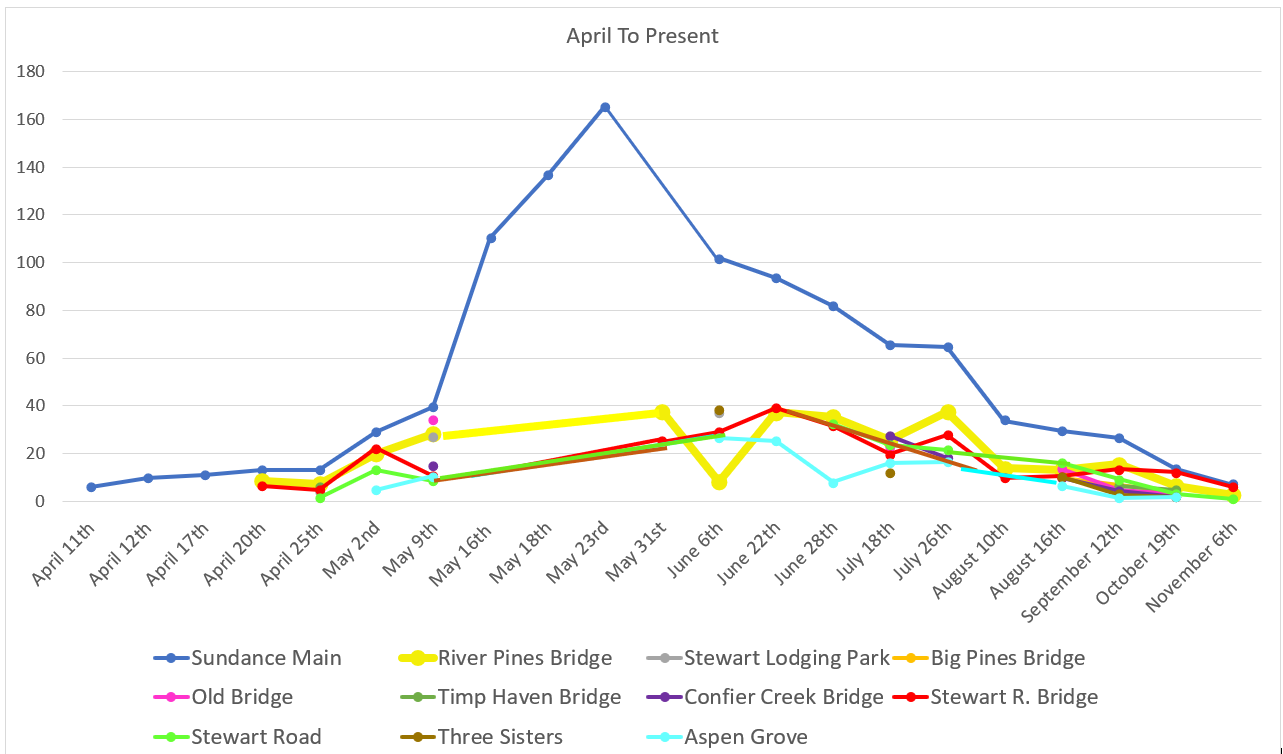 April To Present
180
160
140
120
100
80
60
40
20
0
April 11th
April 12th
April 17th
April 20th
April 25th
May 2nd
May 9th
May 16th
May 18th
May 23rd
May 31st
June 6th
June 22th
June 28th
July 18th
July 26th
August 10th
August 16th
September 12th
October 19th
November 6th
Sundance Main River Pines Bridge Stewart Lodging Park Big Pines Bridge
Old Bridge Timp Haven Bridge Confier Creek Bridge Stewart R. Bridge
Stewart Road Three Sisters Aspen Grove